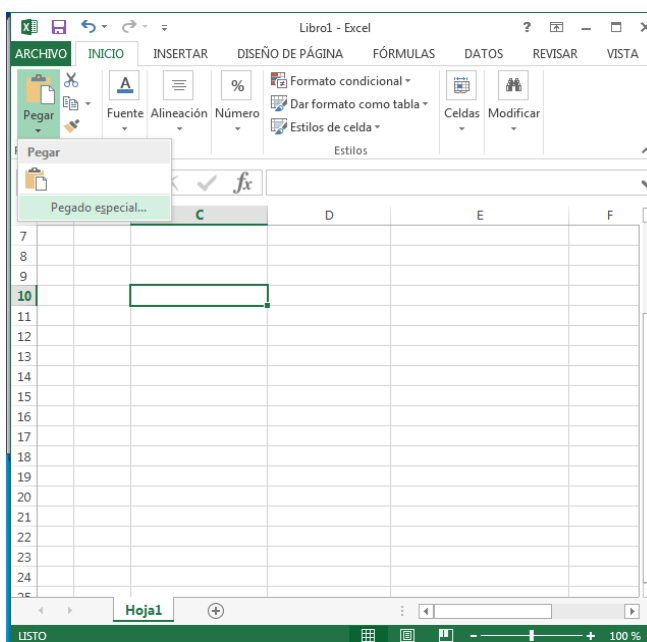 Libro1 - Excel
ARCHIVO INICIO INSERTAR DISEÑO DE PÁGINA FÓRMULAS DATOS REVISAR VISTA
Pegar
Fuente Alineación Número
Formato condicional
Dar formato como tabla
Estilos de celda
Celdas Modificar
Estilos
Pegar
Pegado especial...
fx
C D E F
7
8
9
10
11
12
13
14
15
16
17
18
19
20
21
22
23
24
25
Hoja1
LISTO 100 %